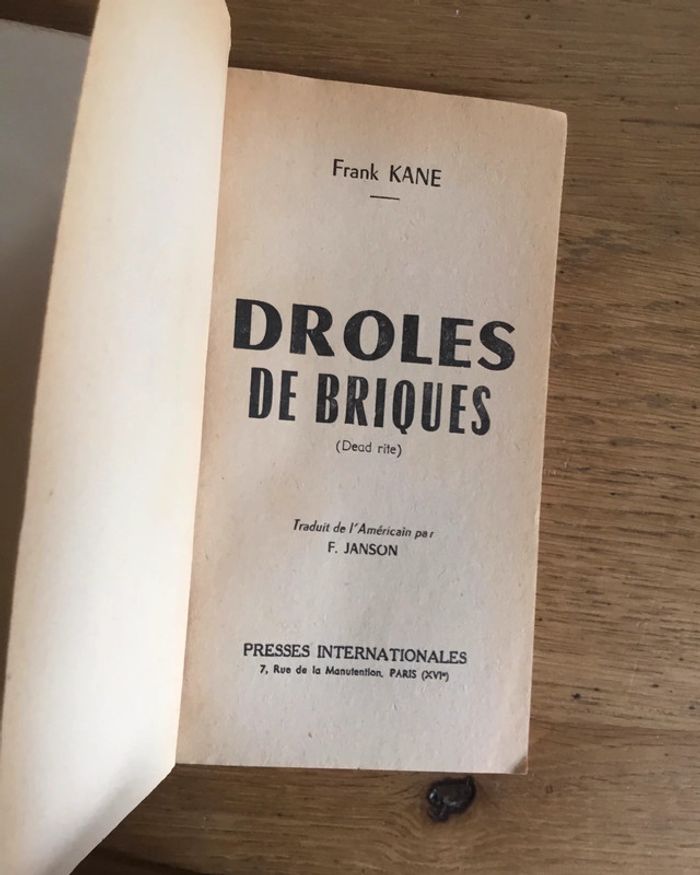 Frank KANE
DROLES
DE BRIQUES
(Dead rite)
Traduit de l'Américain par
F. JANSON
PRESSES INTERNATIONALES
7, Rue de la Manutention, PARIS (XVIe)